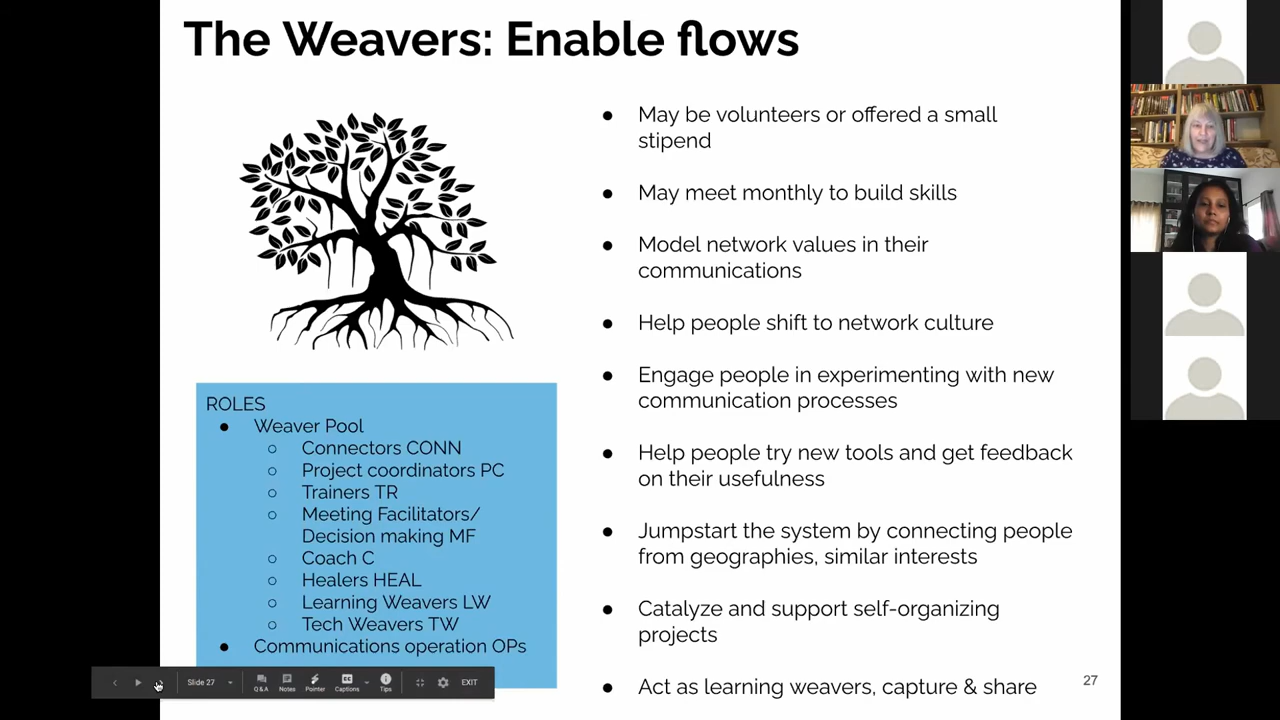 The Weavers: Enable flows
ROLES
● Weaver Pool
○ Connectors CONN
○ Project coordinators PC
○ Trainers TR
○ Meeting Facilitators/
Decision making MF
○ Coach C
○ Healers HEAL
○ Learning Weavers LW
○ Tech Weavers TW
● Communications operation OPs
● May be volunteers or offered a small
stipend
● May meet monthly to build skills
● Model network values in their
communications
● Help people shift to network culture
● Engage people in experimenting with new
communication processes
● Help people try new tools and get feedback
on their usefulness
● Jumpstart the system by connecting people
from geographies, similar interests
● Catalyze and support self-organizing
projects
● Act as learning weavers, capture & share
27
Slide 27
Q & A
Notes
Pointer
CC
Captions
Tips
EXIT